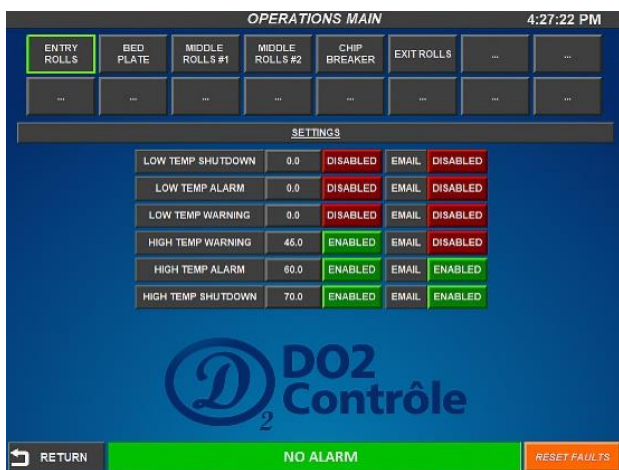 OPERATIONS MAIN 4:27:22 PM
ENTRY ROLLS
BED PLATE
MIDDLE ROLLS #1
MIDDLE ROLLS #2
CHIP BREAKER
EXIT ROLLS
...
...
...
...
...
...
...
...
...
...
SETTINGS
LOW TEMP SHUTDOWN 0.0 DISABLED EMAIL DISABLED
LOW TEMP ALARM 0.0 DISABLED EMAIL DISABLED
LOW TEMP WARNING 0.0 DISABLED EMAIL DISABLED
HIGH TEMP WARNING 45.0 ENABLED EMAIL DISABLED
HIGH TEMP ALARM 60.0 ENABLED EMAIL ENABLED
HIGH TEMP SHUTDOWN 70.0 ENABLED EMAIL ENABLED
D2
DO2
Contrôle
RETURN NO ALARM RESET FAULTS